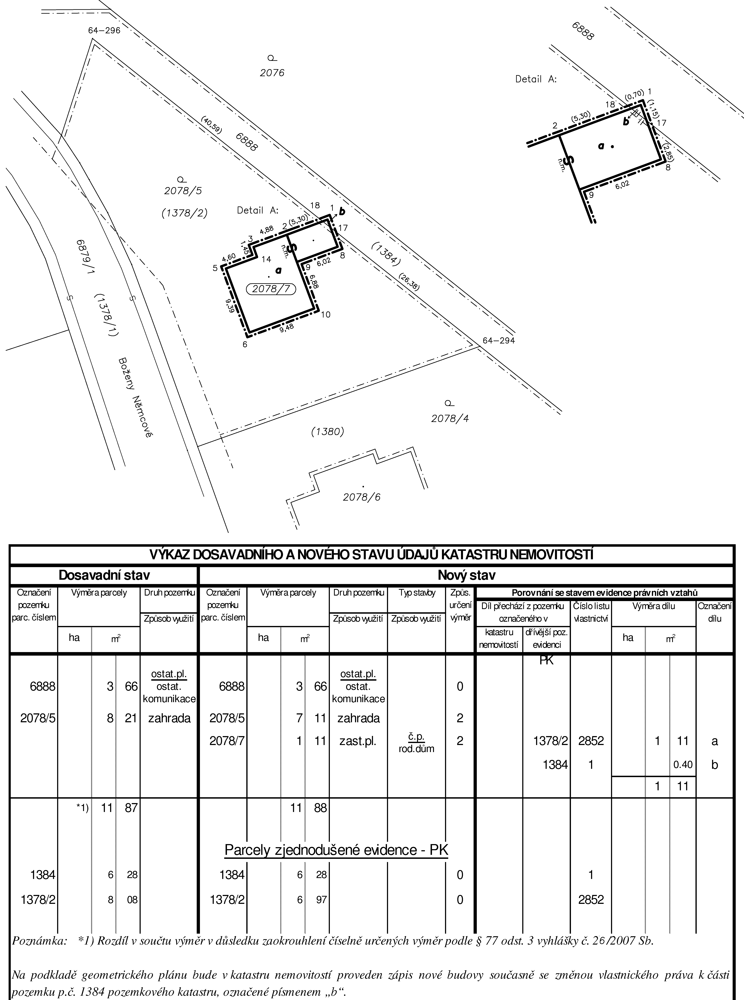 64-296
2076
Detail A:
6888
(0,70)
1
18
(1,15)
(5,30)
b
17
2
a
(2,85)
n.m.
S
8
6,02
9
(40,59)
6888
2078/5
(1378/2)
Detail A:
18
1
b
(5,30)
2
17
4,88
3
1,45
n.m.
S
14
4,60
5
8
6,02
9
a
2078/7
6,88
9,39
10
9,48
6
(1384)
(26,38)
64-294
6879/1
(1378/1)
S
S
Boženy Němcové
2078/4
(1380)
2078/6
VÝKAZ DOSAVADNÍHO A NOVÉHO STAVU ÚDAJŮ KATASTRU NEMOVITOSTÍ
Dosavadní stav Nový stav
Označení Výměra parcely Druh pozemku Označení Výměra parcely Druh pozemku Typ stavby Způs. Porovnání se stavem evidence právních vztahů
pozemku pozemku určení Díl přechází z pozemku Číslo listu Výměra dílu Označení
parc. číslem Způsob využití parc. číslem Způsob využití Způsob využití výměr označeného v vlastnictví dílu
ha m² ha m² katastru dřívější poz. ha m²
nemovitostí evidenci
PK
ostat.pl. ostat.pl.
6888 3 66 ostat. 6888 3 66 ostat. 0
komunikace komunikace
2078/5 8 21 zahrada 2078/5 7 11 zahrada 2
2078/7 1 11 zast.pl. č.p. 2 1378/2 2852 1 11 a
rod.dům
1384 1 0.40 b
1 11
*1) 11 87 11 88
Parcely zjednodušené evidence - PK
1384 6 28 1384 6 28 0 1
1378/2 8 08 1378/2 6 97 0 2852
Poznámka: *1) Rozdíl v součtu výměr v důsledku zaokrouhlení číselně určených výměr podle § 77 odst. 3 vyhlášky č. 26/2007 Sb.
Na podkladě geometrického plánu bude v katastru nemovitostí proveden zápis nové budovy současně se změnou vlastnického práva k části
pozemku p.č. 1384 pozemkového katastru, označené písmenem „b“.